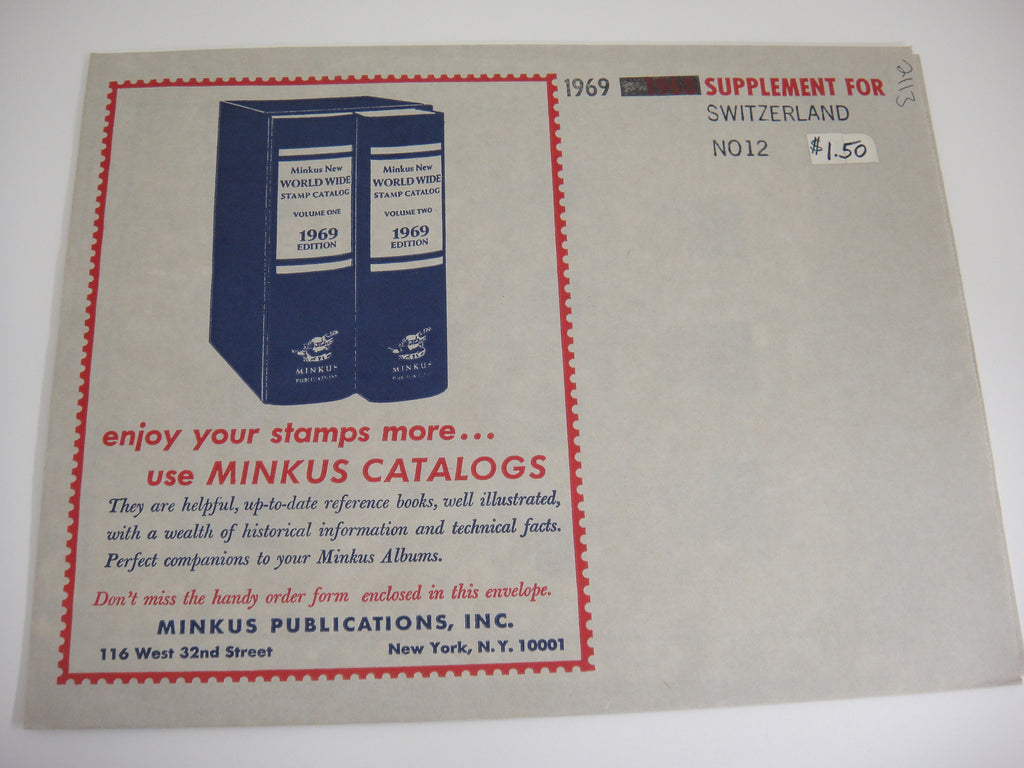 1969 SUPPLEMENT FOR
SWITZERLAND
NO12 $1.50
2113
Minkus New
WORLD WIDE
STAMP CATALOG
VOLUME ONE
1969
EDITION
MINKUS
PUBLICATIONS
Minkus New
WORLD WIDE
STAMP CATALOG
VOLUME TWO
1969
EDITION
MINKUS
enjoy your stamps more...
use MINKUS CATALOGS
They are helpful, up-to-date reference books, well illustrated,
with a wealth of historical information and technical facts.
Perfect companions to your Minkus Albums.
Don't miss the handy order form enclosed in this envelope.
MINKUS PUBLICATIONS, INC.
116 West 32nd Street New York, N.Y. 10001